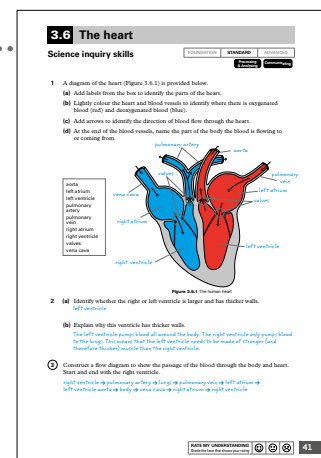 3.6 The heart
Science inquiry skills
FOUNDATION STANDARD ADVANCED
Processing & Analysing
Communicating
1 A diagram of the heart (Figure 3.6.1) is provided below.
(a) Add labels from the box to identify the parts of the heart.
(b) Lightly colour the heart and blood vessels to identify where there is oxygenated
blood (red) and deoxygenated blood (blue).
(c) Add arrows to identify the direction of blood flow through the heart.
(d) At the end of the blood vessels, name the part of the body the blood is flowing to
or coming from.
pulmonary artery
aorta
valves
pulmonary
vein
vena cava
left atrium
valves
right atrium
left ventricle
right ventricle
aorta
left atrium
left ventricle
pulmonary
artery
pulmonary
vein
right atrium
right ventricle
valves
vena cava
Figure 3.6.1 The human heart
2 (a) Identify whether the right or left ventricle is larger and has thicker walls.
left ventricle
(b) Explain why this ventricle has thicker walls.
The left ventricle pumps blood all around the body. The right ventricle only pumps blood
to the lungs. This means that the left ventricle needs to be made of stronger (and
therefore thicker) muscle than the right ventricle.
3 Construct a flow diagram to show the passage of the blood through the body and heart.
Start and end with the right ventricle.
right ventricle → pulmonary artery → lungs → pulmonary vein → left atrium →
left ventricle aorta → body → vena cava → right atrium → right ventricle
RATE MY UNDERSTANDING
Shade the face that shows your rating
41